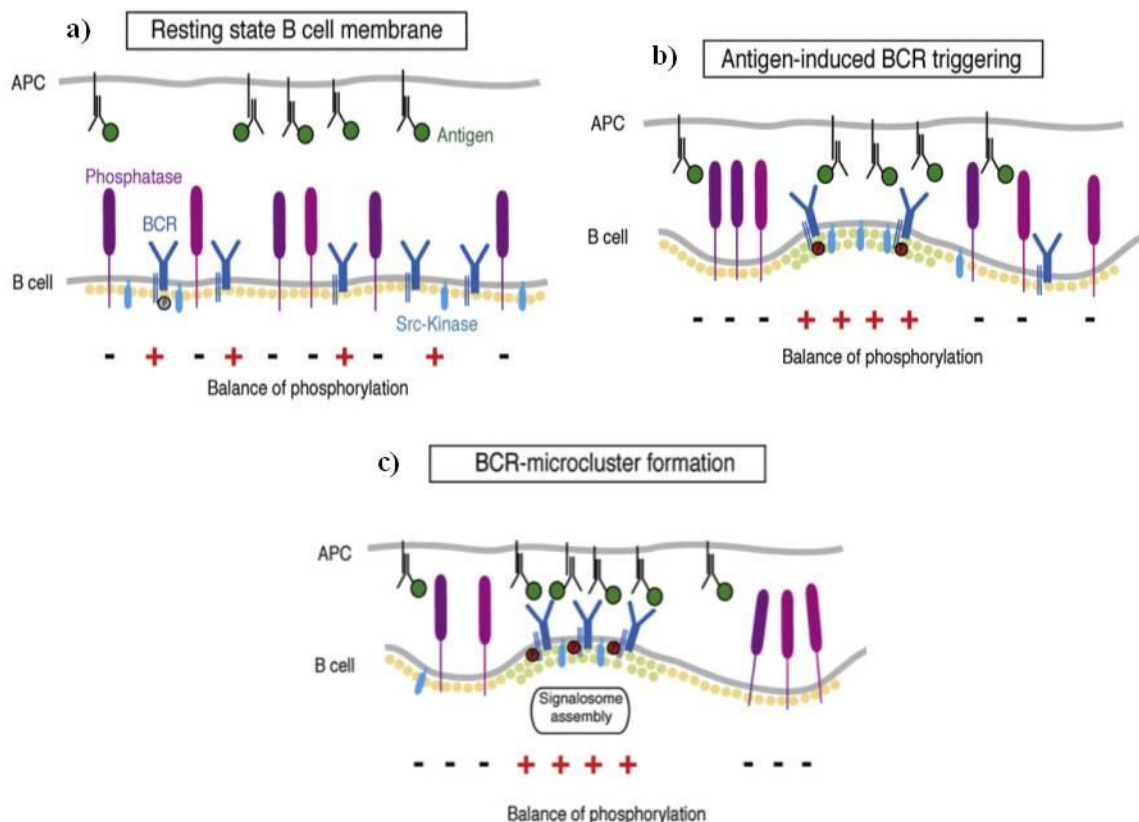 a)
Resting state B cell membrane
APC
Antigen
Phosphatase
BCR
B cell
P
Src-Kinase
- + - + - - + - + -
Balance of phosphorylation
b)
Antigen-induced BCR triggering
APC
B cell
P P
- - - + + + + - - -
Balance of phosphorylation
c)
BCR-microcluster formation
APC
B cell
P P P
Signalosome
assembly
- - - + + + + - - -
Balance of phosphorylation